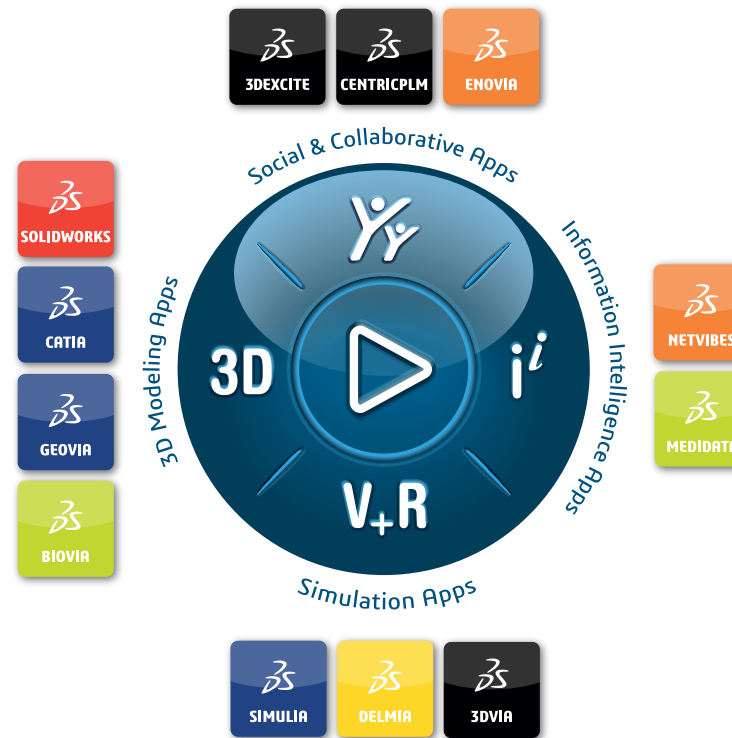 3DEXCITE
CENTRICPLM
ENOVIA
Social & Collaborative Apps
SOLIDWORKS
CATIA
GEOVIA
BIOVIA
3D Modeling Apps
3D
i i
V+R
Information Intelligence Apps
NETVIBES
MEDIDATA
Simulation Apps
SIMULIA
DELMIA
3DVIA